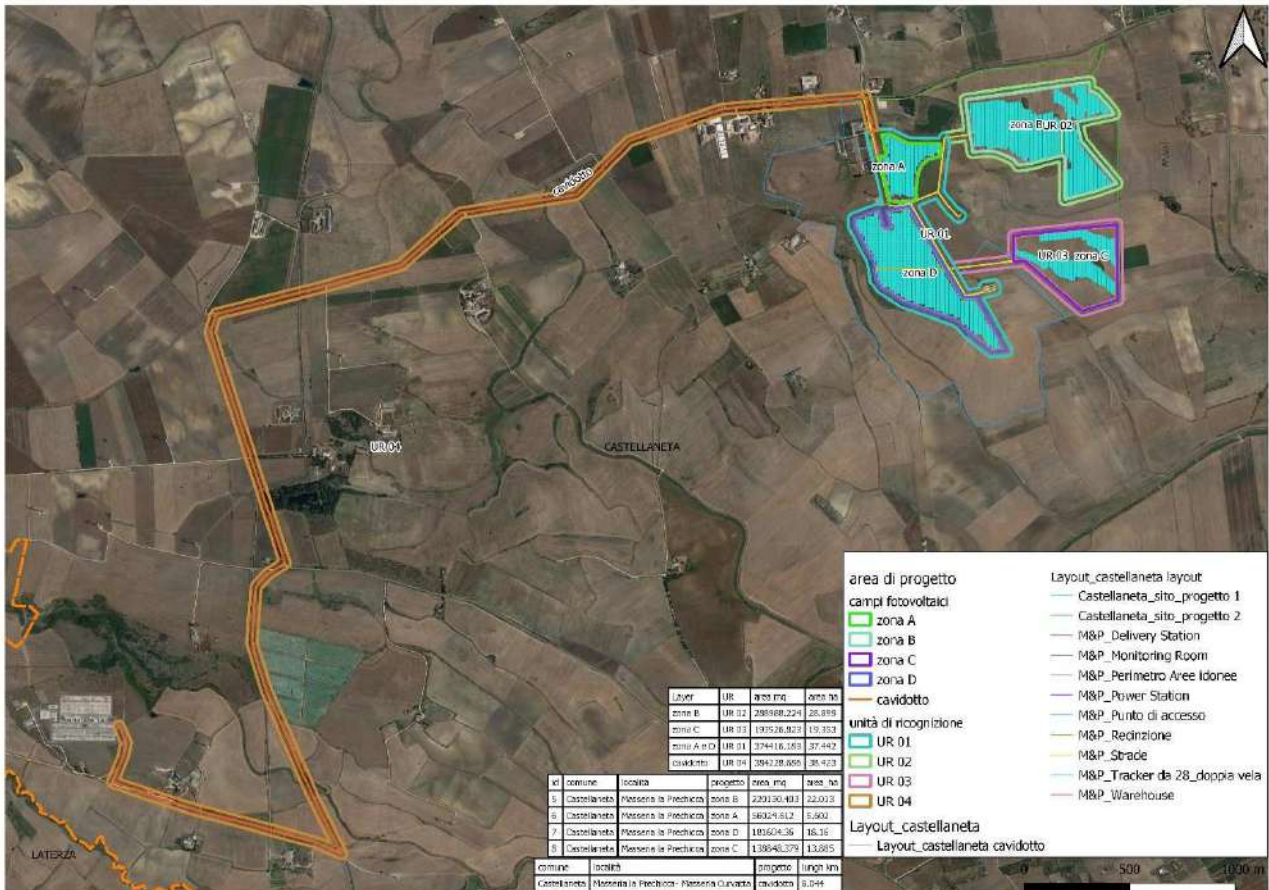 zona B UR 02
zona A
cavidotto
UR 01
UR 03 zona C
zona D
UR 04
CASTELLANETA
LATERZA
area di progetto
campi fotovoltaici
zona A
zona B
zona C
zona D
cavidotto
unità di ricognizione
UR 01
UR 02
UR 03
UR 04
Layout_castellaneta
Layout_castellaneta cavidotto
Layout_castellaneta layout
Castellaneta_sito_progetto 1
Castellaneta_sito_progetto 2
M&P_Delivery Station
M&P_Monitoring Room
M&P_Perimetro Aree idonee
M&P_Power Station
M&P_Punto di accesso
M&P_Recinzione
M&P_Strade
M&P_Tracker da 28_doppia vela
M&P_Warehouse
Layer UR area mq area ha
zona B UR 02 288988.224 28.899
zona C UR 03 193526.823 19.353
zona A e D UR 01 374416.183 37.442
cavidotto UR 04 38.423
id comune località progetto area_mq area_ha
5 Castellaneta Masseria la Prechicca zona B 220130.403 22.013
6 Castellaneta Masseria la Prechicca zona A 56024.612 5.602
7 Castellaneta Masseria la Prechicca zona D 181604.36 18.16
8 Castellaneta Masseria la Prechicca zona C 138848.379 13.885
comune località progetto lungh km
Castellaneta Masseria la Prechicca- Masseria Curvatta cavidotto 8.044
0 500 1000 m